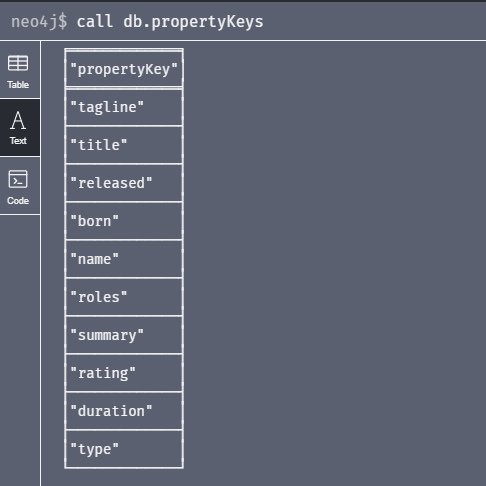 neo4j$ call db.propertyKeys
Table
Text
Code
"propertyKey"
"tagline"
"title"
"released"
"born"
"name"
"roles"
"summary"
"rating"
"duration"
"type"